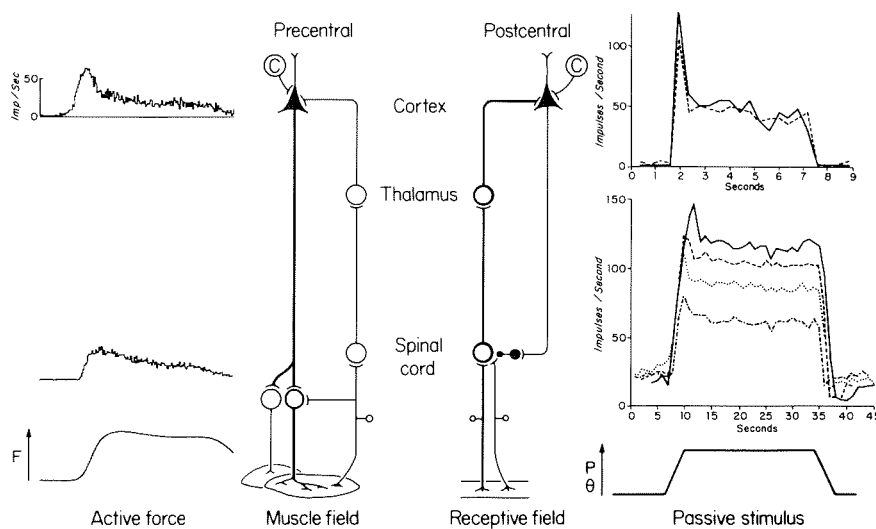 Precentral
Postcentral
Imp/Sec
50
0
C
C
Cortex
Thalamus
Spinal cord
Impulses/Second
100
50
0
0 1 2 3 4 5 6 7 8 9
Seconds
Impulses/Second
150
100
50
0
0 5 10 15 20 25 30 35 40 45
Seconds
F
P
θ
Active force
Muscle field
Receptive field
Passive stimulus